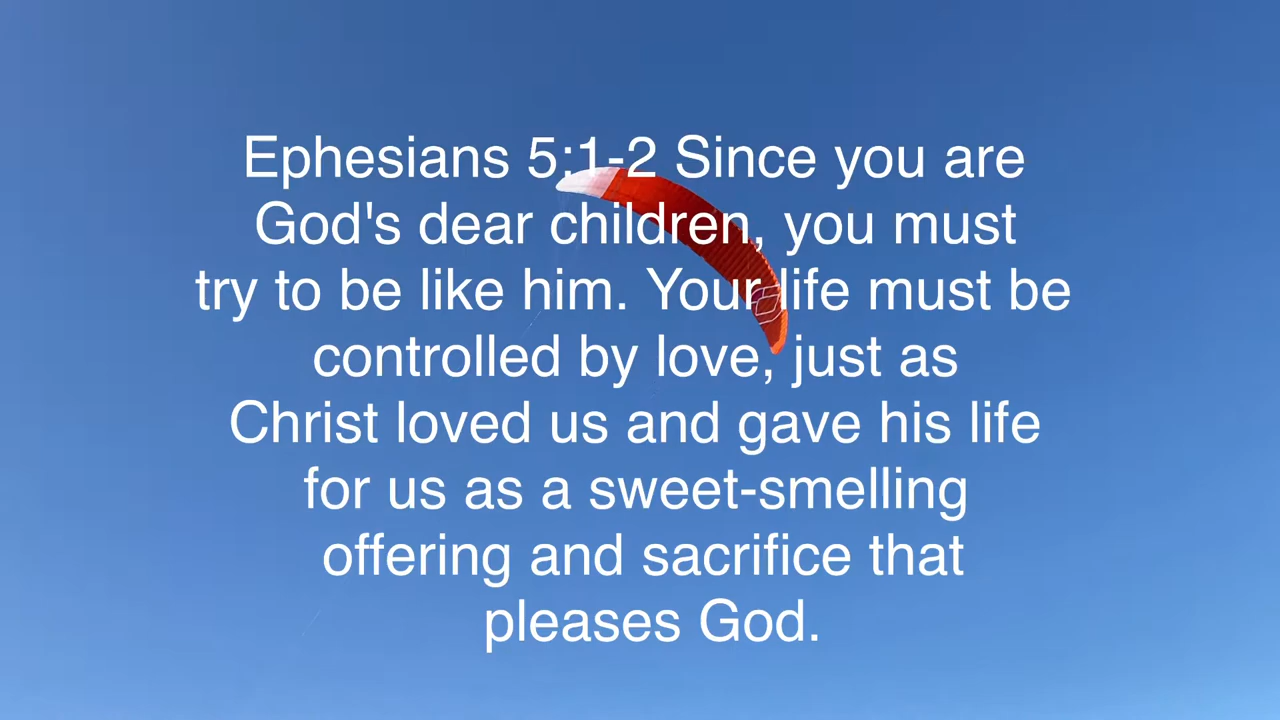 Ephesians 5:1-2 Since you are
God's dear children, you must
try to be like him. Your life must be
controlled by love, just as
Christ loved us and gave his life
for us as a sweet-smelling
offering and sacrifice that
pleases God.